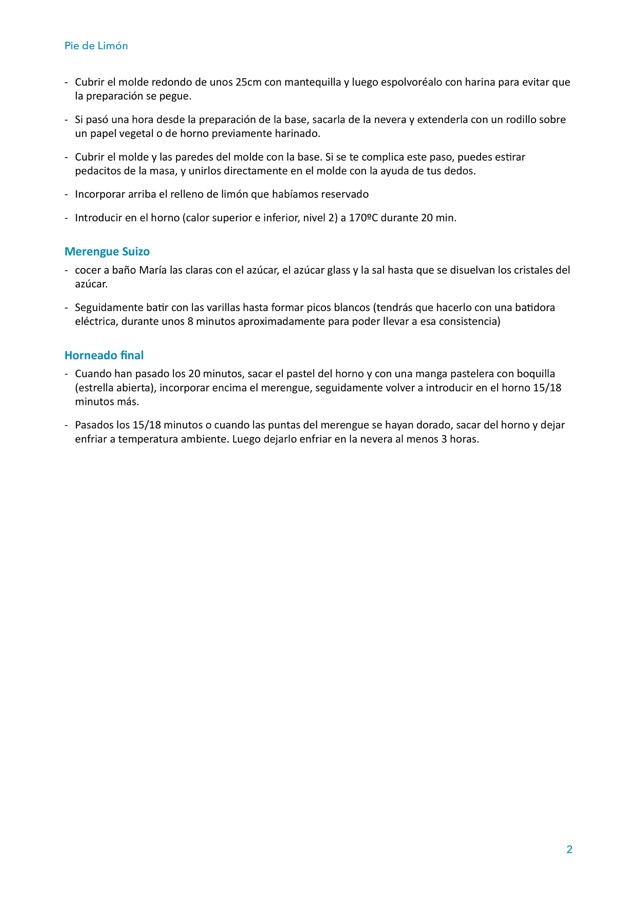 Pie de Limón
- Cubrir el molde redondo de unos 25cm con mantequilla y luego espolvoréalo con harina para evitar que
la preparación se pegue.
- Si pasó una hora desde la preparación de la base, sacarla de la nevera y extenderla con un rodillo sobre
un papel vegetal o de horno previamente harinado.
- Cubrir el molde y las paredes del molde con la base. Si se te complica este paso, puedes estirar
pedacitos de la masa, y unirlos directamente en el molde con la ayuda de tus dedos.
- Incorporar arriba el relleno de limón que habíamos reservado
- Introducir en el horno (calor superior e inferior, nivel 2) a 170ºC durante 20 min.
Merengue Suizo
- cocer a baño María las claras con el azúcar, el azúcar glass y la sal hasta que se disuelvan los cristales del
azúcar.
- Seguidamente batir con las varillas hasta formar picos blancos (tendrás que hacerlo con una batidora
eléctrica, durante unos 8 minutos aproximadamente para poder llevar a esa consistencia)
Horneado final
- Cuando han pasado los 20 minutos, sacar el pastel del horno y con una manga pastelera con boquilla
(estrella abierta), incorporar encima el merengue, seguidamente volver a introducir en el horno 15/18
minutos más.
- Pasados los 15/18 minutos o cuando las puntas del merengue se hayan dorado, sacar del horno y dejar
enfriar a temperatura ambiente. Luego dejarlo enfriar en la nevera al menos 3 horas.
2